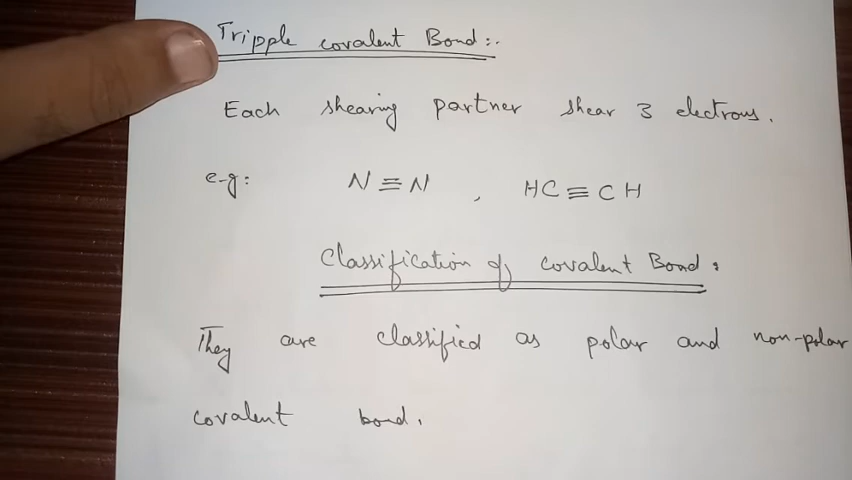 Tripple covalent Bond:-
Each shearing partner shear 3 electrons.
e-g: N≡N , HC≡CH
Classification of covalent Bond:
They are classified as polar and non-polar
covalent bond.